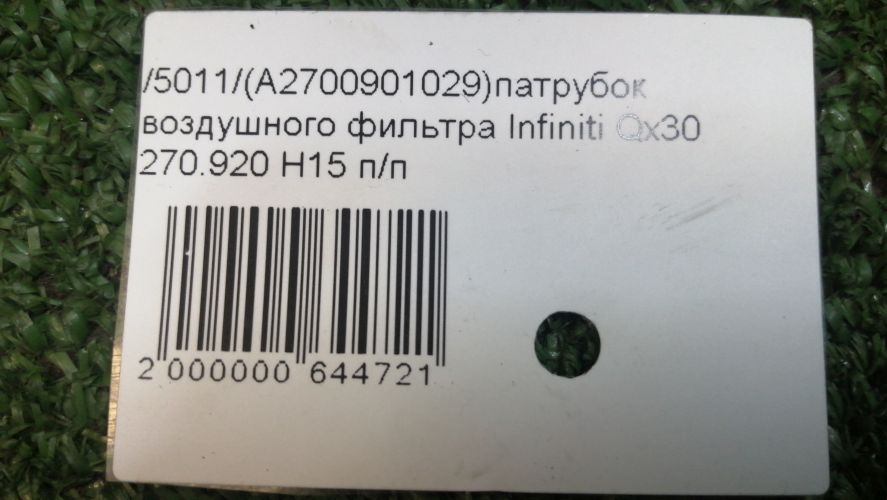 /5011/(A2700901029)патрубок
воздушного фильтра Infiniti Qx30
270.920 H15 п/п
2 000000 644721